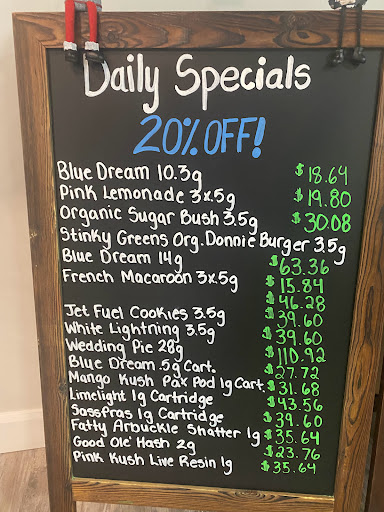 Daily Specials
20% OFF!
Blue Dream 10.3g $18.64
Pink Lemonade 3x.5g $19.80
Organic Sugar Bush 3.5g $30.08
Stinky Greens Org. Donnie Burger 3.5g
$63.36
Blue Dream 14g $15.84
French Macaroon 3x.5g $46.28
Jet Fuel Cookies 3.5g $39.60
White Lightning 3.5g $39.60
Wedding Pie 28g $110.92
Blue Dream .5g Cart. $27.72
Mango Kush Pax Pod 1g Cart. $31.68
Limelight 1g Cartridge $43.56
SassPras 1g Cartridge $39.60
Fatty Arbuckle Shatter 1g $35.64
Good Ole' Hash 2g $23.76
Pink Kush Live Resin 1g $35.64